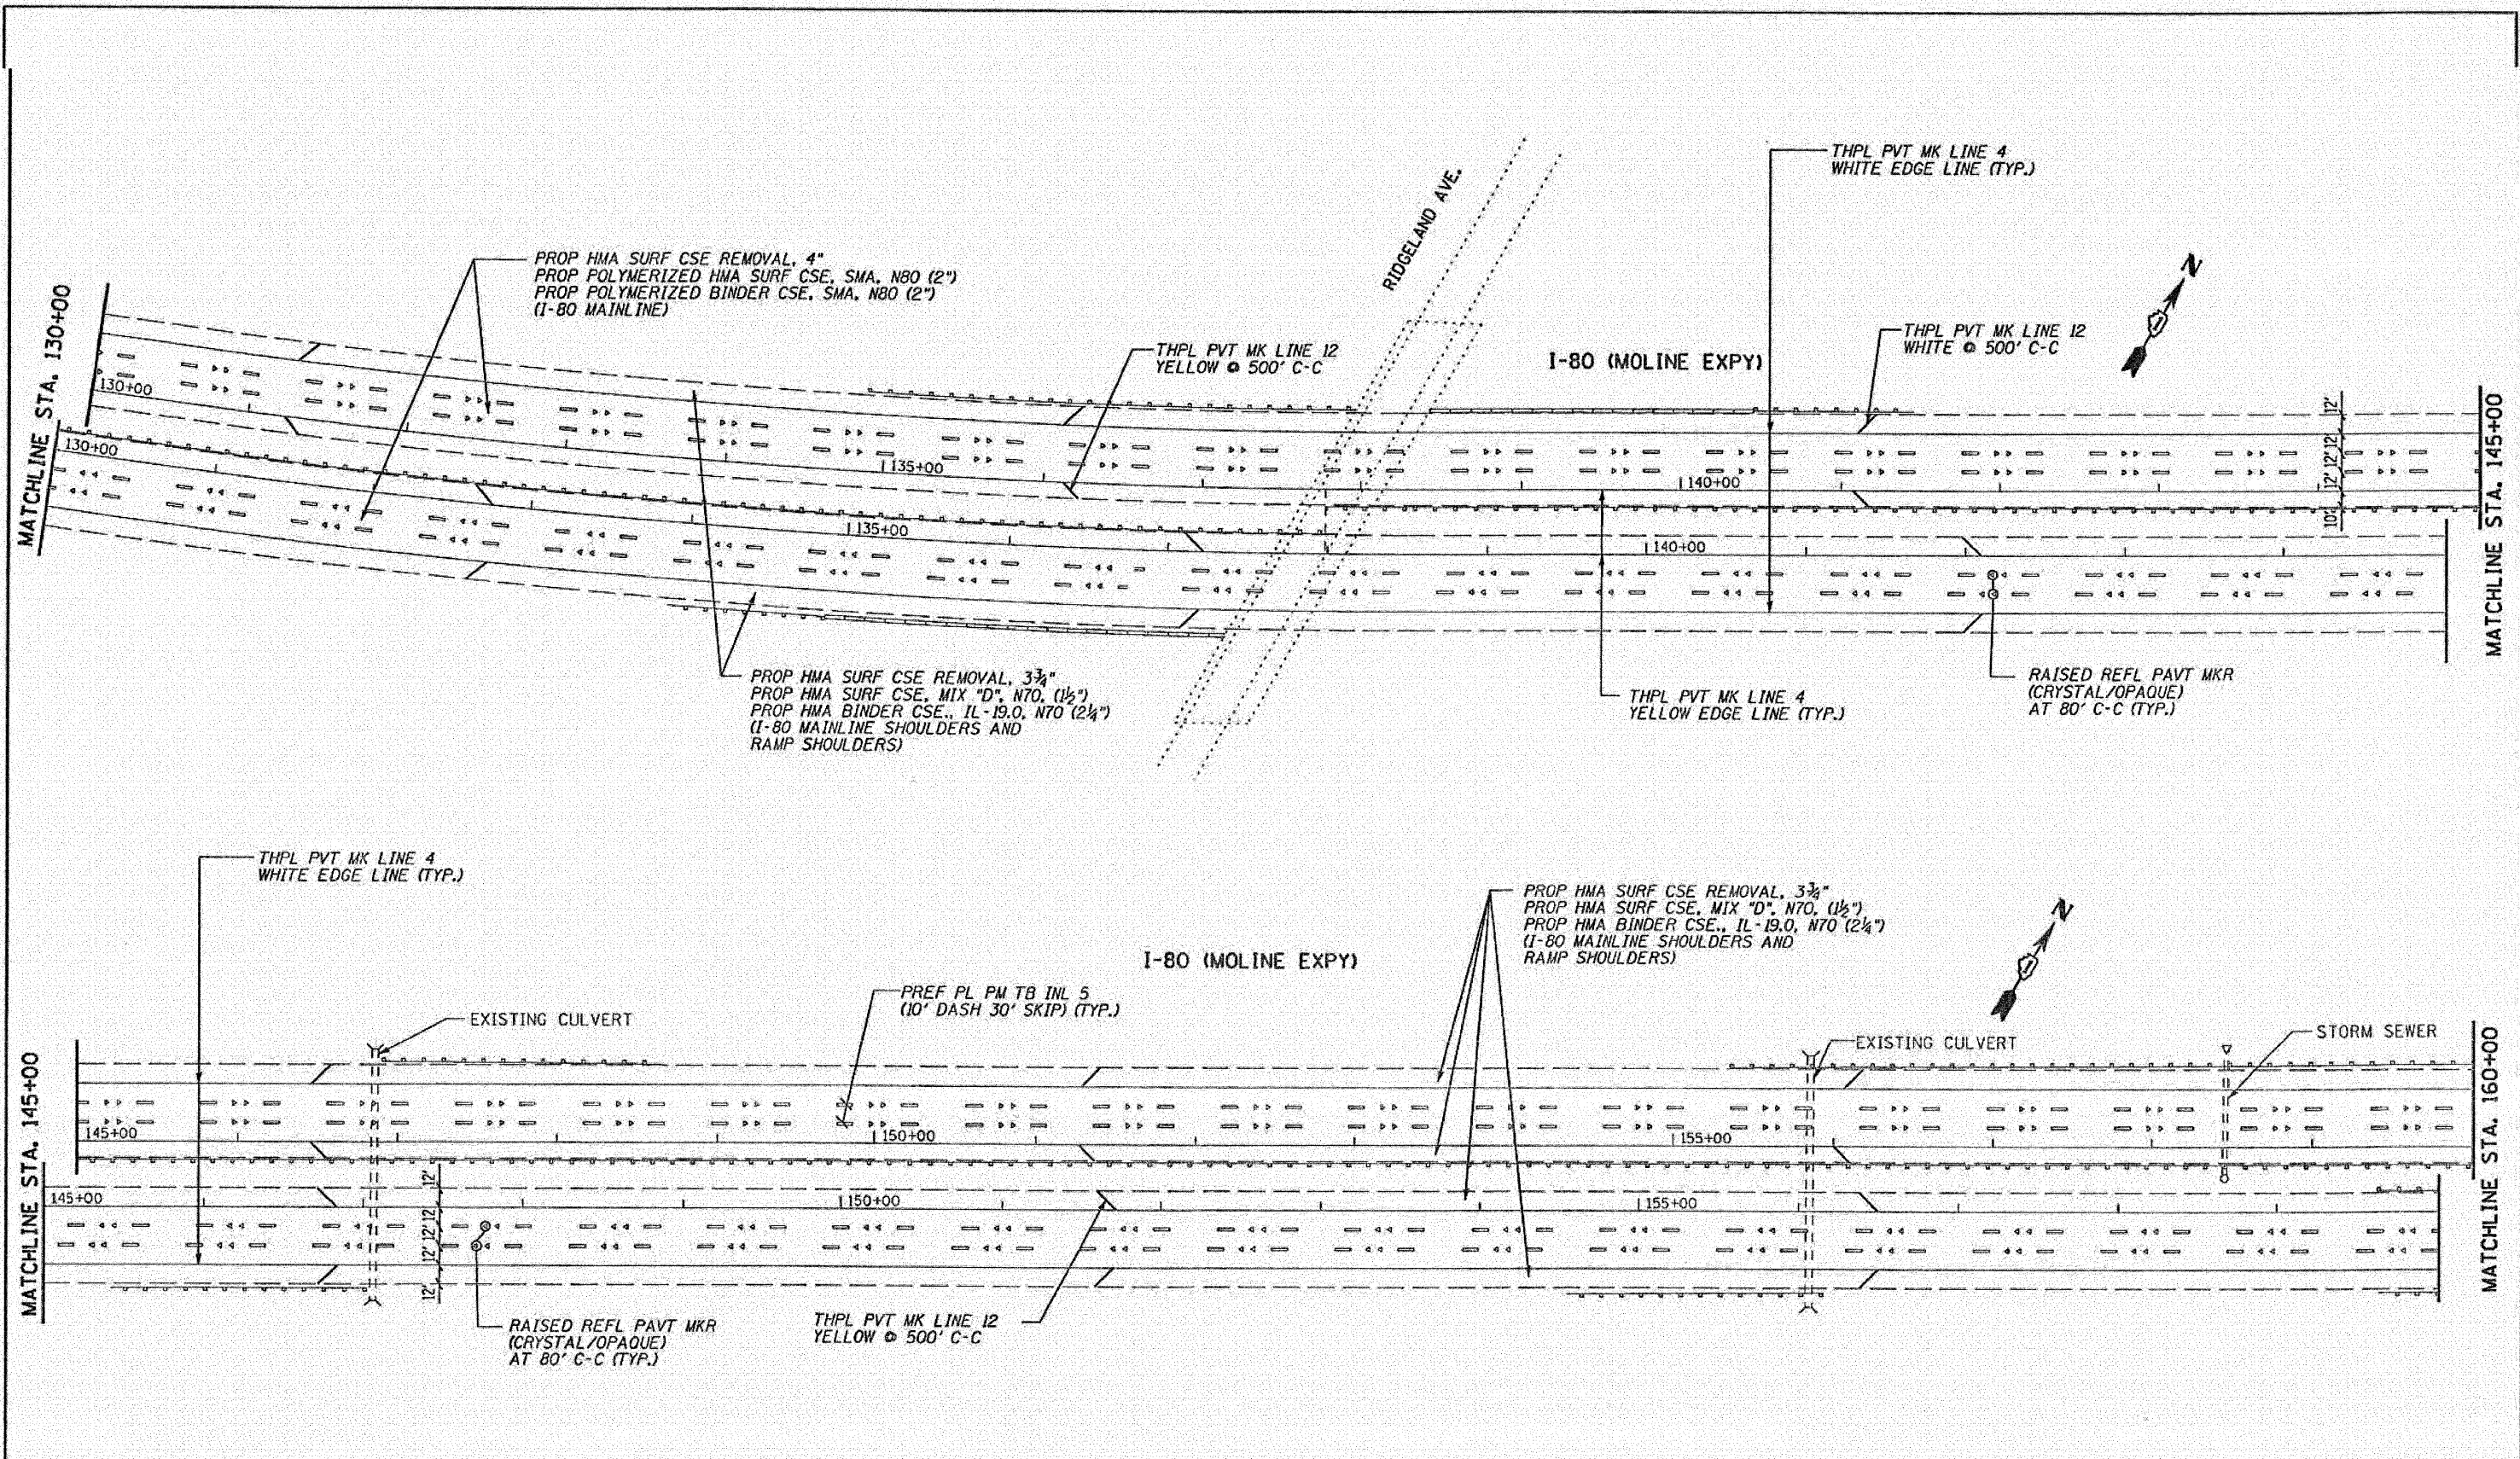 THPL PVT MK LINE 4
WHITE EDGE LINE (TYP.)
RIDGELAND AVE.
PROP HMA SURF CSE REMOVAL, 4"
PROP POLYMERIZED HMA SURF CSE, SMA, N80 (2")
PROP POLYMERIZED BINDER CSE, SMA, N80 (2")
(I-80 MAINLINE)
N
THPL PVT MK LINE 12
YELLOW @ 500' C-C
I-80 (MOLINE EXPY)
THPL PVT MK LINE 12
WHITE @ 500' C-C
MATCHLINE STA. 130+00
130+00
130+00
135+00
135+00
140+00
140+00
12'
12'
12'
12'
12'
10'
MATCHLINE STA. 145+00
PROP HMA SURF CSE REMOVAL, 3¾"
PROP HMA SURF CSE, MIX "D", N70, (1½")
PROP HMA BINDER CSE., IL-19.0, N70 (2¼")
(I-80 MAINLINE SHOULDERS AND
RAMP SHOULDERS)
THPL PVT MK LINE 4
YELLOW EDGE LINE (TYP.)
RAISED REFL PAVT MKR
(CRYSTAL/OPAQUE)
AT 80' C-C (TYP.)
THPL PVT MK LINE 4
WHITE EDGE LINE (TYP.)
PROP HMA SURF CSE REMOVAL, 3¾"
PROP HMA SURF CSE, MIX "D", N70, (1½")
PROP HMA BINDER CSE., IL-19.0, N70 (2¼")
(I-80 MAINLINE SHOULDERS AND
RAMP SHOULDERS)
N
I-80 (MOLINE EXPY)
PREF PL PM TB INL 5
(10' DASH 30' SKIP) (TYP.)
EXISTING CULVERT
EXISTING CULVERT
STORM SEWER
MATCHLINE STA. 145+00
145+00
145+00
150+00
150+00
155+00
155+00
12'
12'
12'
12'
12'
MATCHLINE STA. 160+00
RAISED REFL PAVT MKR
(CRYSTAL/OPAQUE)
AT 80' C-C (TYP.)
THPL PVT MK LINE 12
YELLOW @ 500' C-C